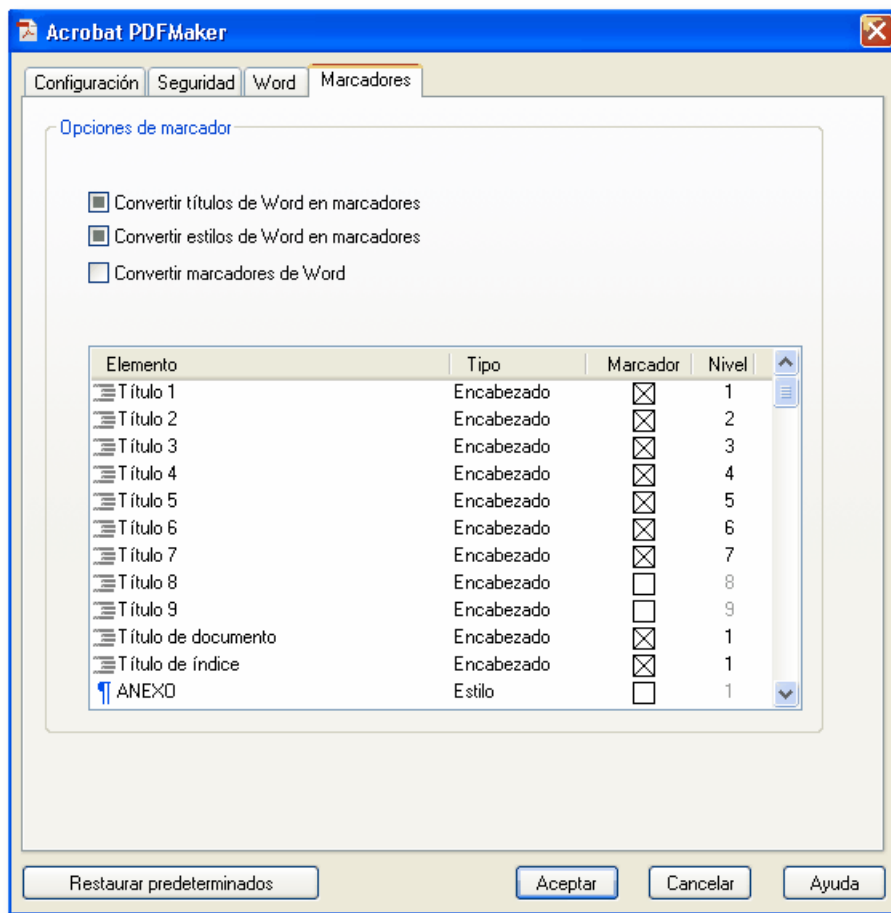 Acrobat PDFMaker
Configuración Seguridad Word Marcadores
Opciones de marcador
Convertir títulos de Word en marcadores
Convertir estilos de Word en marcadores
Convertir marcadores de Word
Elemento Tipo Marcador Nivel
Título 1 Encabezado 1
Título 2 Encabezado 2
Título 3 Encabezado 3
Título 4 Encabezado 4
Título 5 Encabezado 5
Título 6 Encabezado 6
Título 7 Encabezado 7
Título 8 Encabezado 8
Título 9 Encabezado 9
Título de documento Encabezado 1
Título de índice Encabezado 1
¶ ANEXO Estilo 1
Restaurar predeterminados Aceptar Cancelar Ayuda